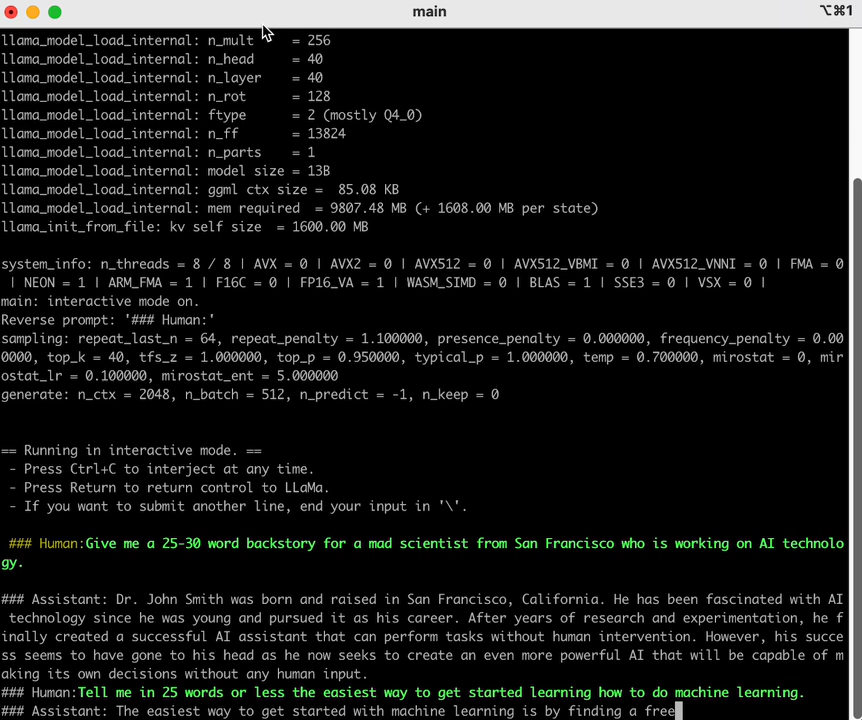 main
⌥⌘1
llama_model_load_internal: n_mult     = 256
llama_model_load_internal: n_head     = 40
llama_model_load_internal: n_layer    = 40
llama_model_load_internal: n_rot      = 128
llama_model_load_internal: ftype      = 2 (mostly Q4_0)
llama_model_load_internal: n_ff       = 13824
llama_model_load_internal: n_parts    = 1
llama_model_load_internal: model size = 13B
llama_model_load_internal: ggml ctx size =  85.08 KB
llama_model_load_internal: mem required  = 9807.48 MB (+ 1608.00 MB per state)
llama_init_from_file: kv self size  = 1600.00 MB
system_info: n_threads = 8 / 8 | AVX = 0 | AVX2 = 0 | AVX512 = 0 | AVX512_VBMI = 0 | AVX512_VNNI = 0 | FMA = 0
 | NEON = 1 | ARM_FMA = 1 | F16C = 0 | FP16_VA = 1 | WASM_SIMD = 0 | BLAS = 1 | SSE3 = 0 | VSX = 0 |
main: interactive mode on.
Reverse prompt: '### Human:'
sampling: repeat_last_n = 64, repeat_penalty = 1.100000, presence_penalty = 0.000000, frequency_penalty = 0.00
0000, top_k = 40, tfs_z = 1.000000, top_p = 0.950000, typical_p = 1.000000, temp = 0.700000, mirostat = 0, mir
ostat_lr = 0.100000, mirostat_ent = 5.000000
generate: n_ctx = 2048, n_batch = 512, n_predict = -1, n_keep = 0
== Running in interactive mode. ==
 - Press Ctrl+C to interject at any time.
 - Press Return to return control to LLaMa.
 - If you want to submit another line, end your input in '\'.
 ### Human:Give me a 25-30 word backstory for a mad scientist from San Francisco who is working on AI technolo
gy.
### Assistant: Dr. John Smith was born and raised in San Francisco, California. He has been fascinated with AI
 technology since he was young and pursued it as his career. After years of research and experimentation, he f
inally created a successful AI assistant that can perform tasks without human intervention. However, his succe
ss seems to have gone to his head as he now seeks to create an even more powerful AI that will be capable of m
aking its own decisions without any human input.
### Human:Tell me in 25 words or less the easiest way to get started learning how to do machine learning.
### Assistant: The easiest way to get started with machine learning is by finding a free